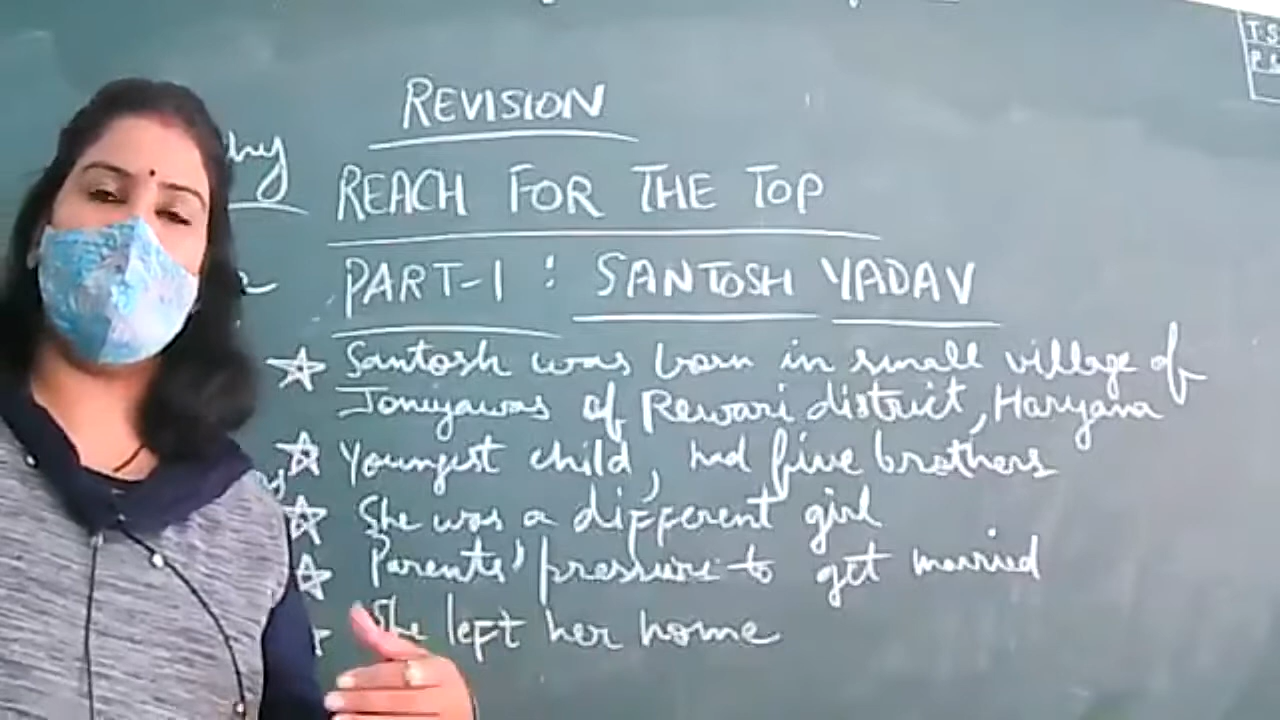 REVISION
REACH FOR THE TOP
PART-1 : SANTOSH YADAV
Santosh was born in small village of
Joniyawas of Rewari district, Haryana
Youngest child, had five brothers
She was a different girl
Parents' pressure to get married
She left her home